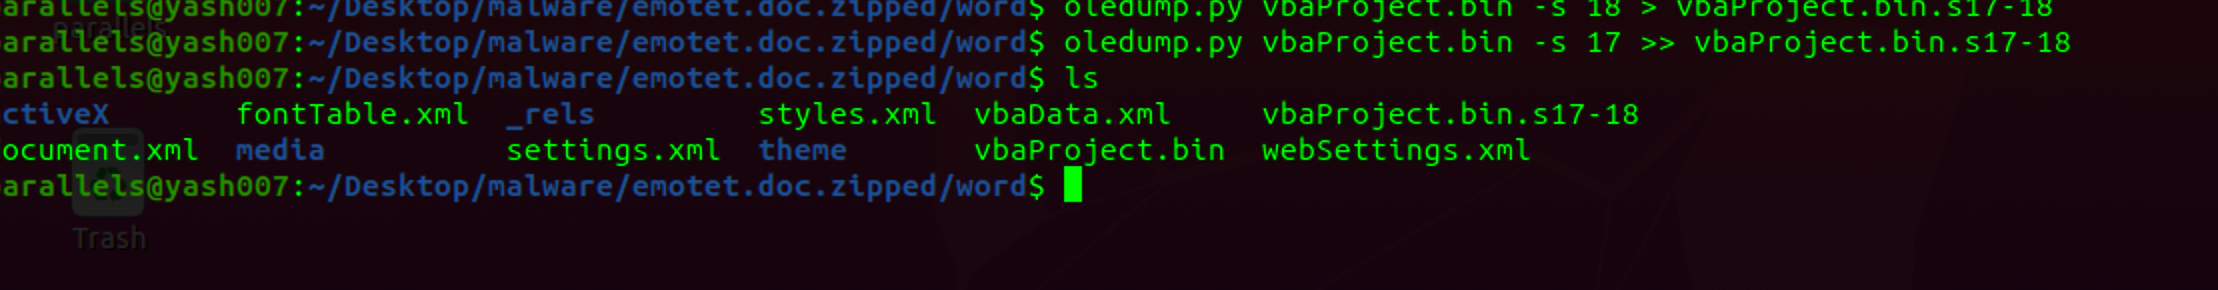 arallels@yash007:~/Desktop/malware/emotet.doc.zipped/word$ oledump.py vbaProject.bin -s 18 > vbaProject.bin.s17-18
parallels
arallels@yash007:~/Desktop/malware/emotet.doc.zipped/word$ oledump.py vbaProject.bin -s 17 >> vbaProject.bin.s17-18
arallels@yash007:~/Desktop/malware/emotet.doc.zipped/word$ ls
ctiveX fontTable.xml _rels styles.xml vbaData.xml vbaProject.bin.s17-18
ocument.xml media settings.xml theme vbaProject.bin webSettings.xml
arallels@yash007:~/Desktop/malware/emotet.doc.zipped/word$
Trash